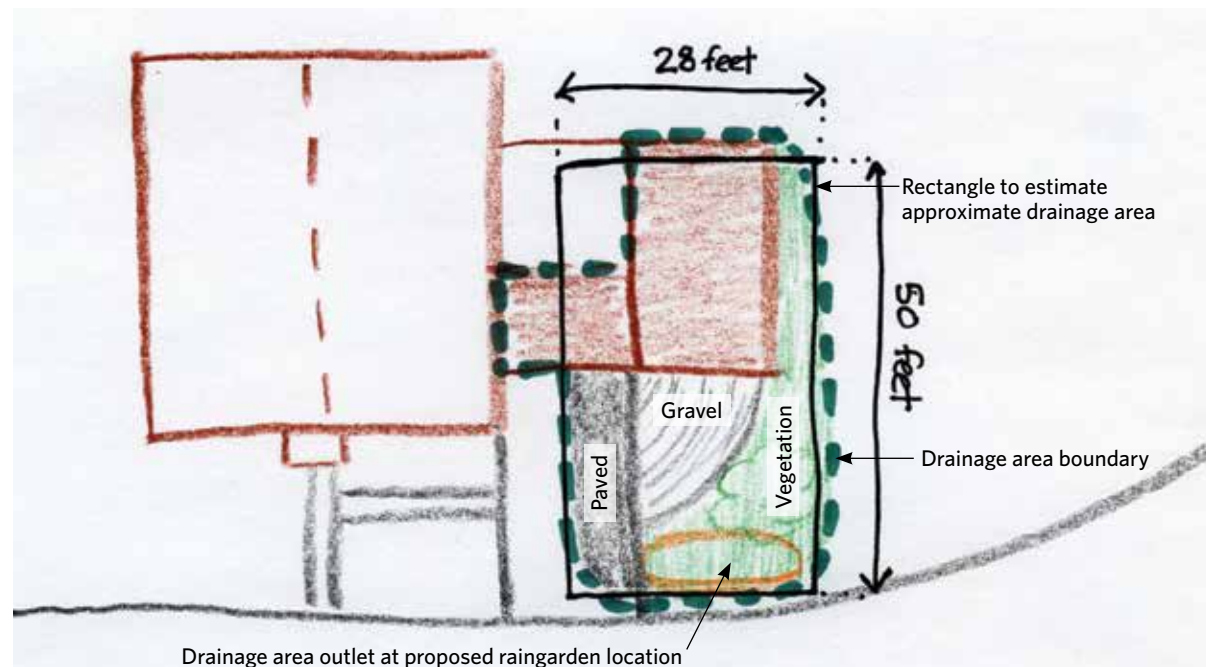 28 feet
Rectangle to estimate
approximate drainage area
50 feet
Gravel
Vegetation
Paved
Drainage area boundary
Drainage area outlet at proposed raingarden location